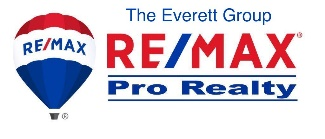 RE/MAX
®
The Everett Group
RE/MAX®
Pro Realty